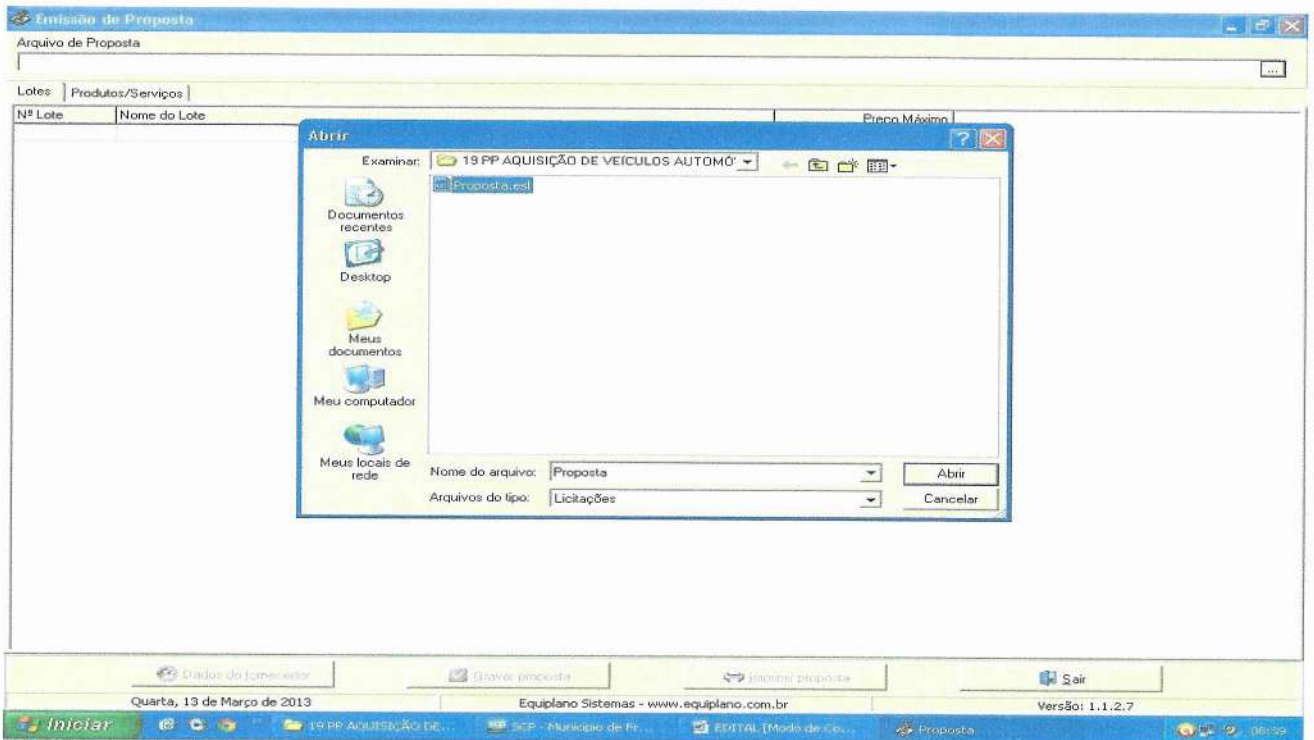 Emissão de Proposta
Arquivo de Proposta
...
Lotes Produtos/Serviços
Nº Lote Nome do Lote Preço Máximo
Abrir
Examinar: 19 PP AQUISIÇÃO DE VEÍCULOS AUTOMÓ'
Proposta.esl
Documentos recentes
Desktop
Meus documentos
Meu computador
Meus locais de rede
Nome do arquivo: Proposta Abrir
Arquivos do tipo: Licitações Cancelar
Dados do fornecedor Gravar proposta Imprimir proposta Sair
Quarta, 13 de Março de 2013 Equiplano Sistemas - www.equiplano.com.br Versão: 1.1.2.7
Iniciar 19 PP AQUISIÇÃO DE... SCP - Município de Fr... EDITAL [Modo de Co... Proposta